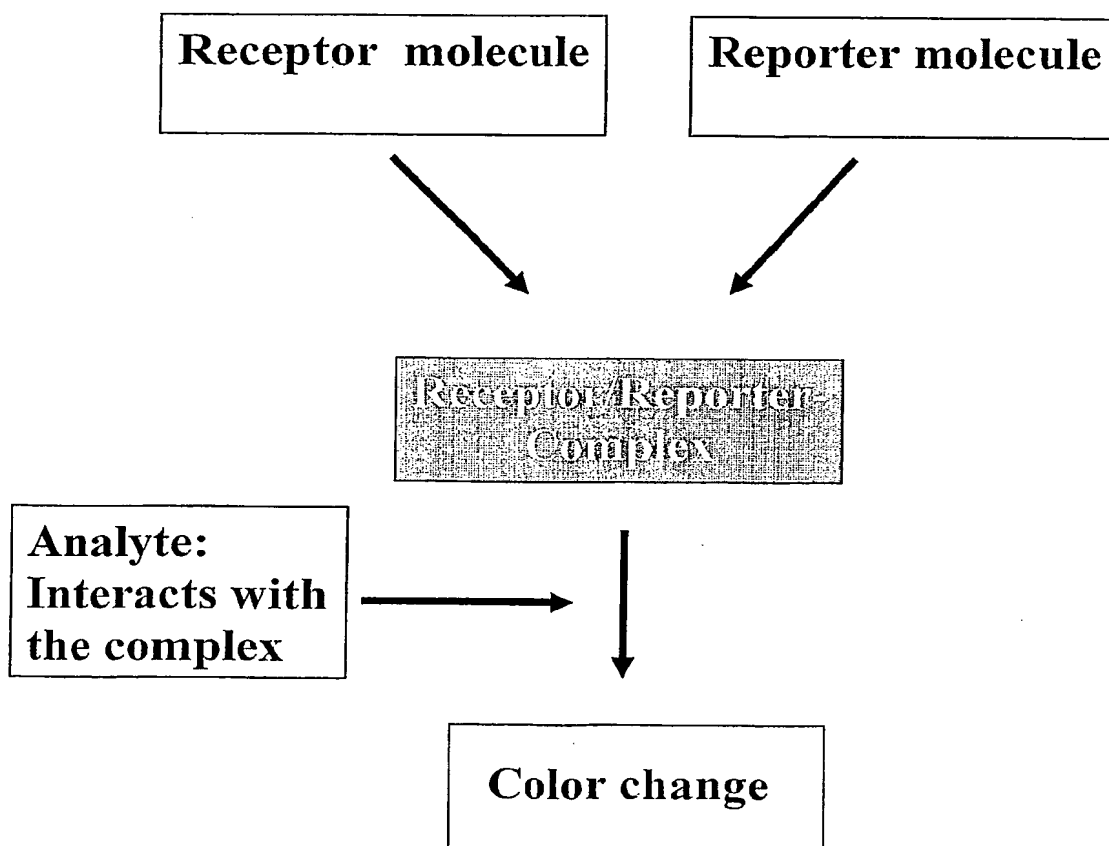 Receptor molecule
Reporter molecule
Receptor/Reporter-
Complex
Analyte:
Interacts with
the complex
Color change